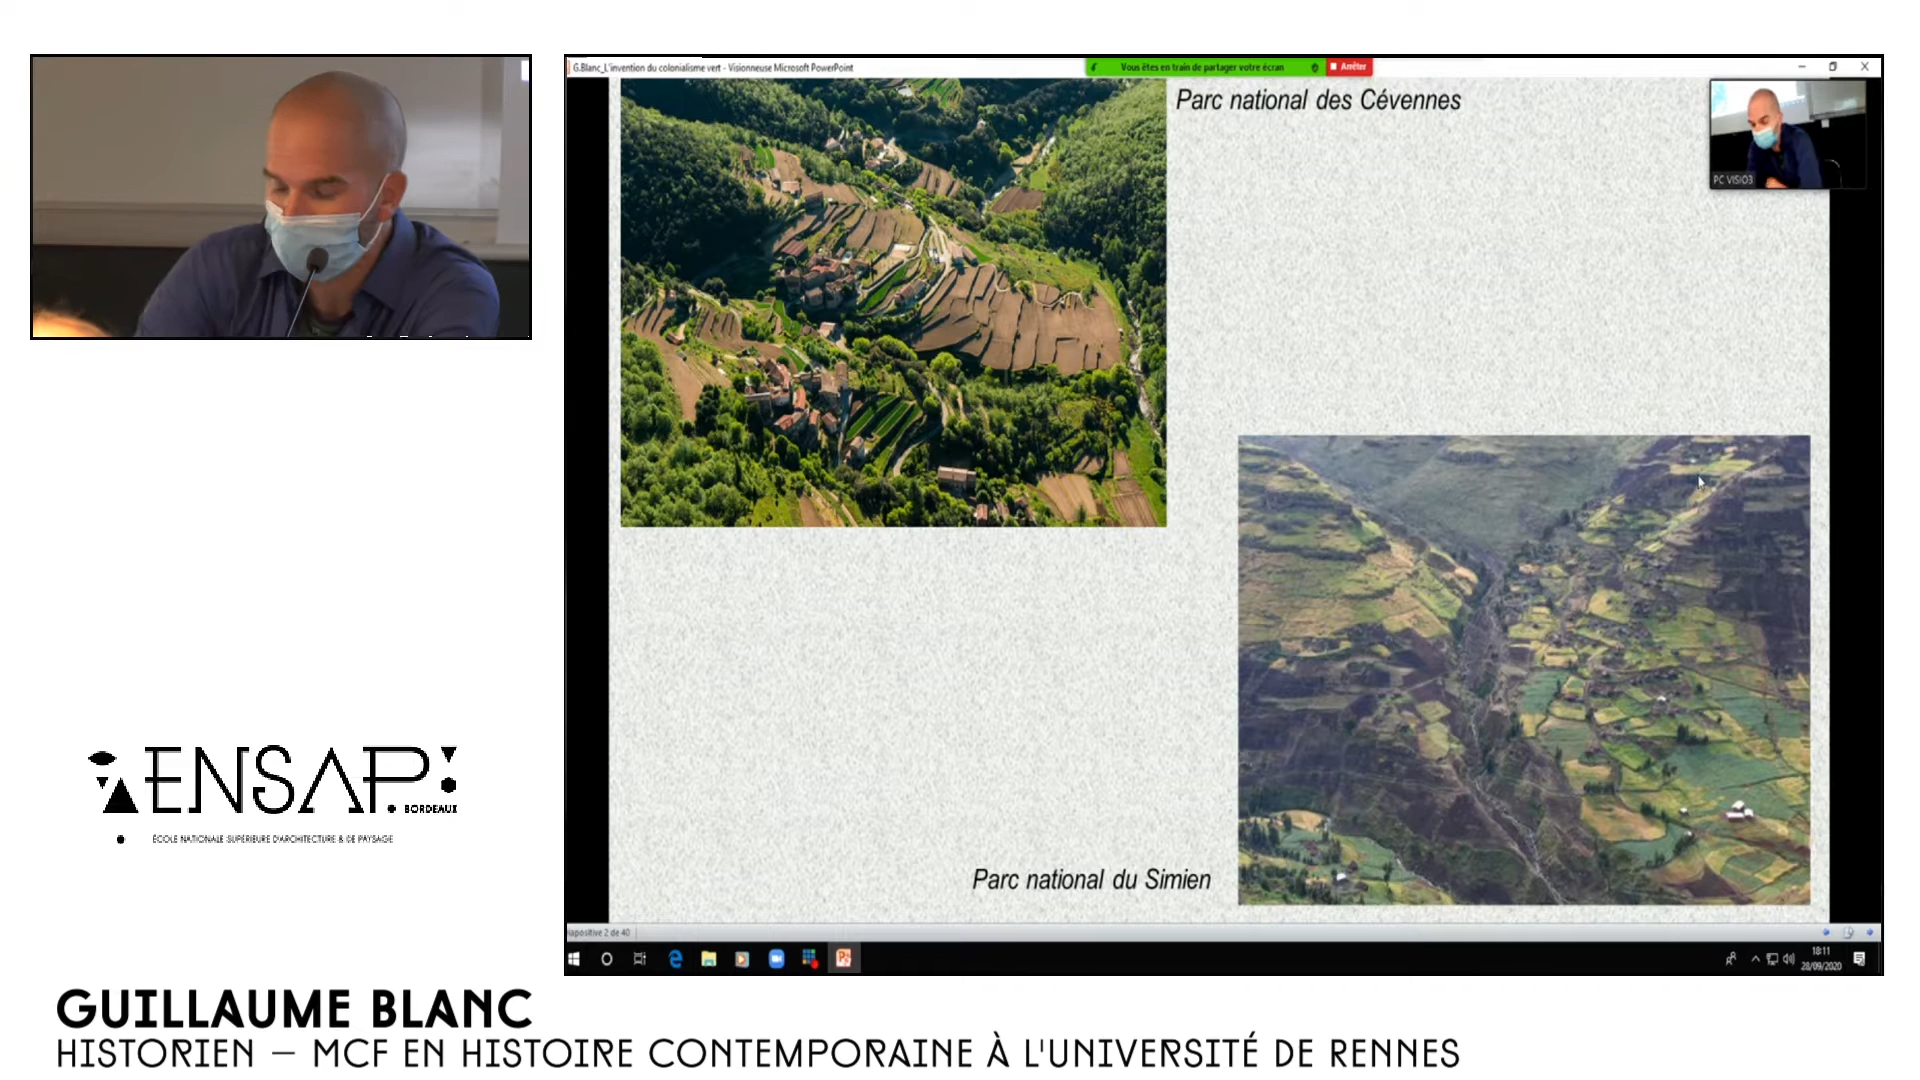 G.Blanc_L'invention du colonialisme vert - Visionneuse Microsoft PowerPoint
Vous êtes en train de partager votre écran
Arrêter
Parc national des Cévennes
PC VISIO3
Parc national du Simien
iapositive 2 de 40
18:11
28/09/2020
ENSAP
BORDEAUX
ÉCOLE NATIONALE SUPÉRIEURE D'ARCHITECTURE & DE PAYSAGE
GUILLAUME BLANC
HISTORIEN – MCF EN HISTOIRE CONTEMPORAINE À L'UNIVERSITÉ DE RENNES